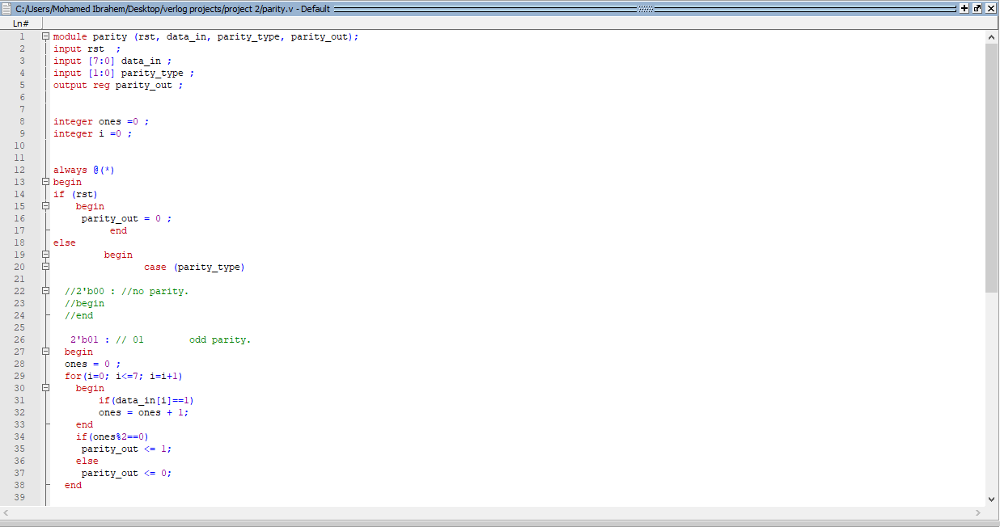 C:/Users/Mohamed Ibrahem/Desktop/verlog projects/project 2/parity.v - Default
Ln#
1 module parity (rst, data_in, parity_type, parity_out);
2 input rst  ;
3 input [7:0] data_in ;
4 input [1:0] parity_type ;
5 output reg parity_out ;
6
7
8 integer ones =0 ;
9 integer i =0 ;
10
11
12 always @(*)
13 begin
14 if (rst)
15     begin
16      parity_out = 0 ;
17           end
18 else
19          begin
20                 case (parity_type)
21
22   //2'b00 : //no parity.
23   //begin
24   //end
25
26    2'b01 : // 01        odd parity.
27   begin
28   ones = 0 ;
29   for(i=0; i<=7; i=i+1)
30     begin
31         if(data_in[i]==1)
32         ones = ones + 1;
33     end
34     if(ones%2==0)
35      parity_out <= 1;
36     else
37      parity_out <= 0;
38   end
39